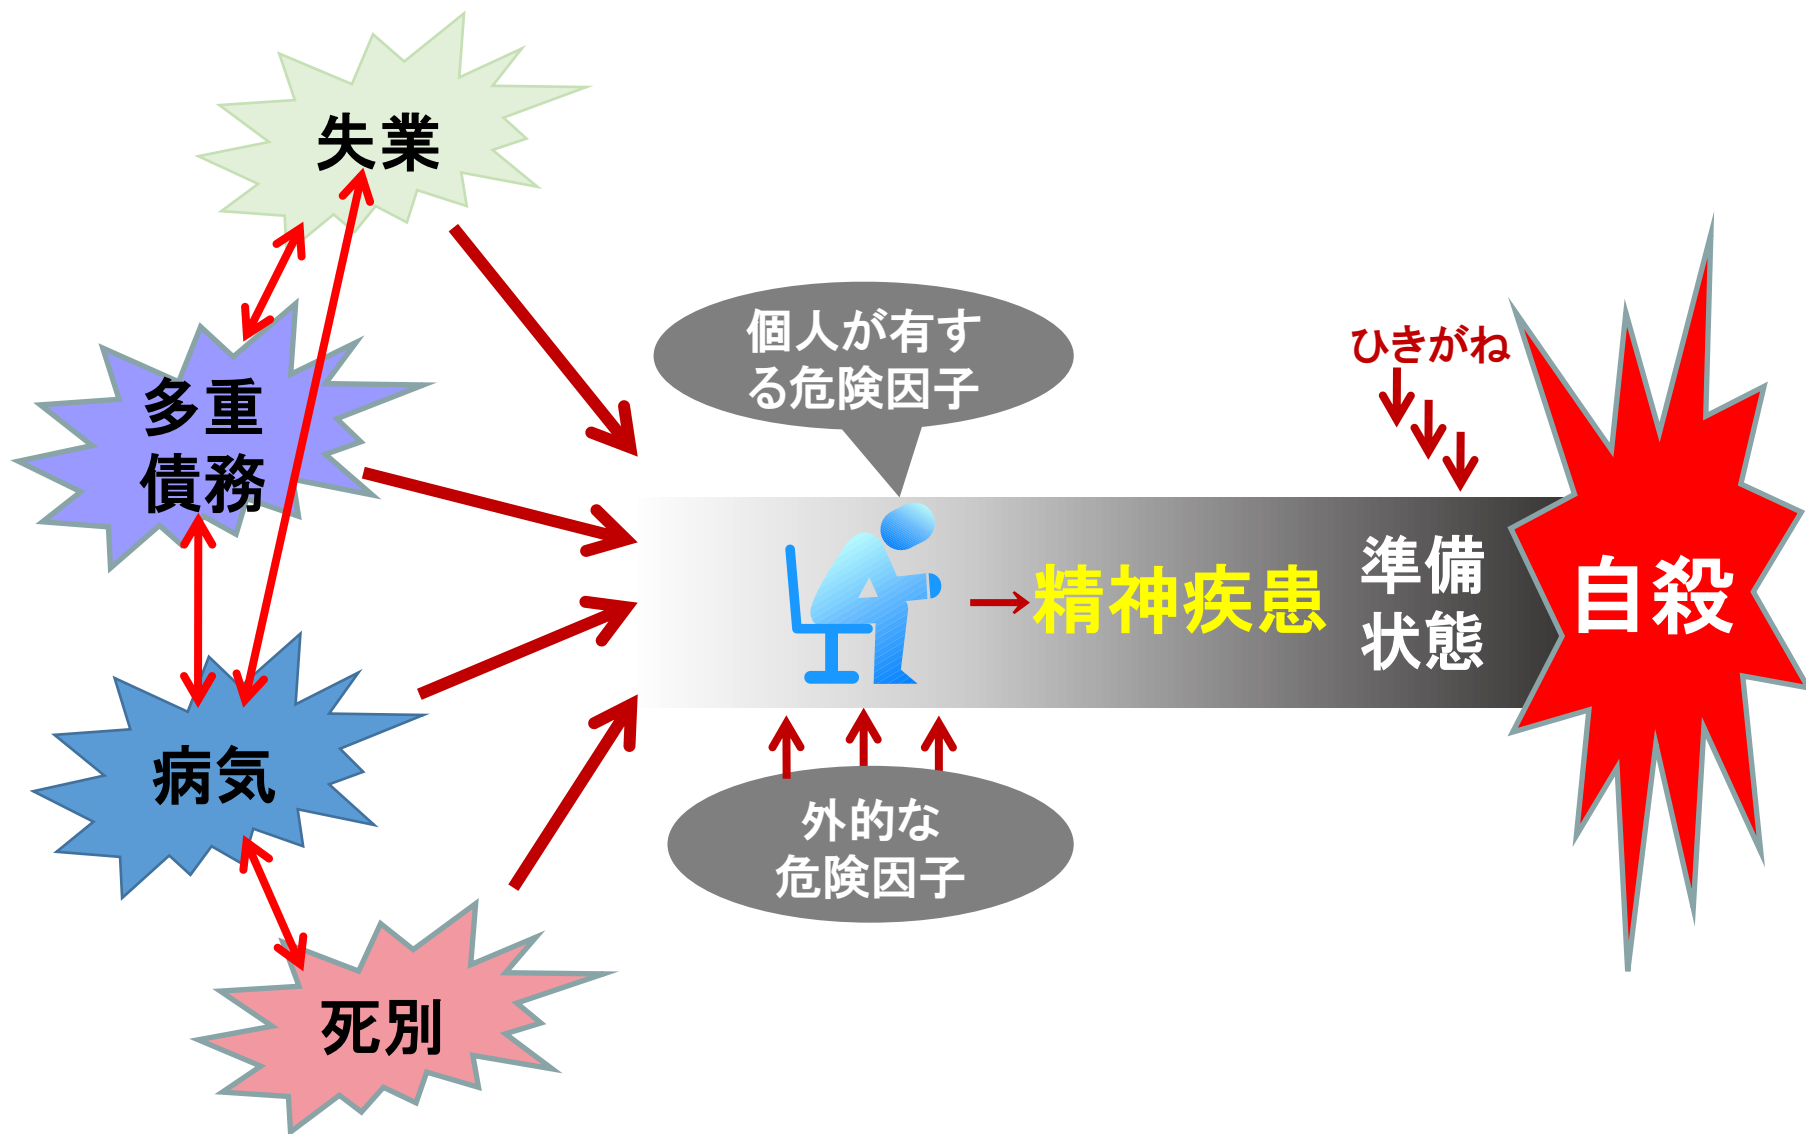 失業
多重
債務
病気
死別
個人が有す
る危険因子
外的な
危険因子
→精神疾患
ひきがね
準備
状態
自殺